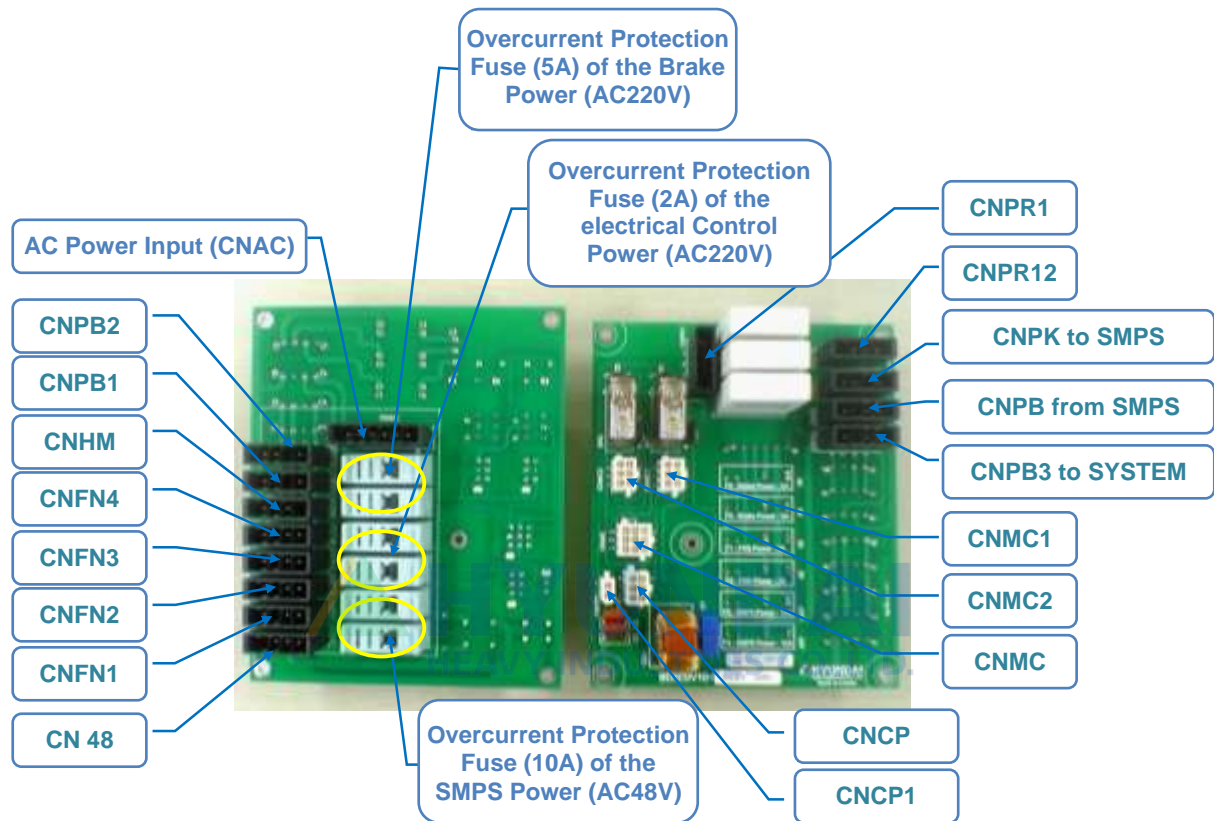 Overcurrent Protection
Fuse (5A) of the Brake
Power (AC220V)
Overcurrent Protection
Fuse (2A) of the
electrical Control
Power (AC220V)
AC Power Input (CNAC)
CNPB2
CNPB1
CNHM
CNFN4
CNFN3
CNFN2
CNFN1
CN 48
CNPR1
CNPR12
CNPK to SMPS
CNPB from SMPS
CNPB3 to SYSTEM
CNMC1
CNMC2
CNMC
CNCP
CNCP1
Overcurrent Protection
Fuse (10A) of the
SMPS Power (AC48V)
HYUNDAI